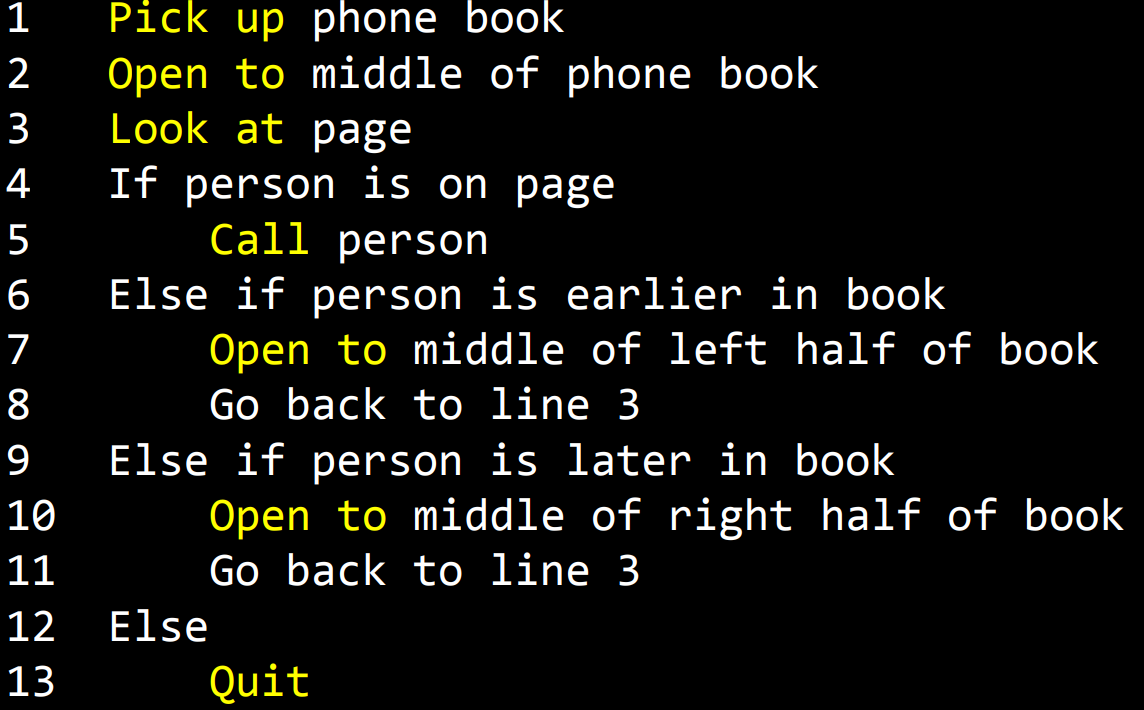 1 Pick up phone book
2 Open to middle of phone book
3 Look at page
4 If person is on page
5 Call person
6 Else if person is earlier in book
7 Open to middle of left half of book
8 Go back to line 3
9 Else if person is later in book
10 Open to middle of right half of book
11 Go back to line 3
12 Else
13 Quit